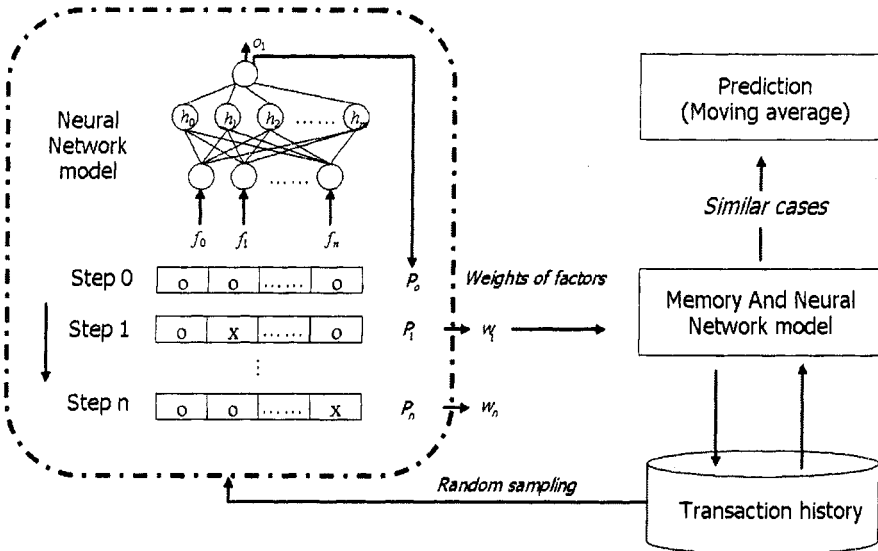 o₁
Neural
Network
model
h₀ h₁ h₂ ...... hₘ
......
f₀ f₁ fₙ
Step 0 o o ...... o P₀ Weights of factors
Step 1 o x ...... o P₁ w₁
⋮
Step n o o ...... x Pₙ wₙ
Prediction
(Moving average)
Similar cases
Memory And Neural
Network model
Random sampling
Transaction history